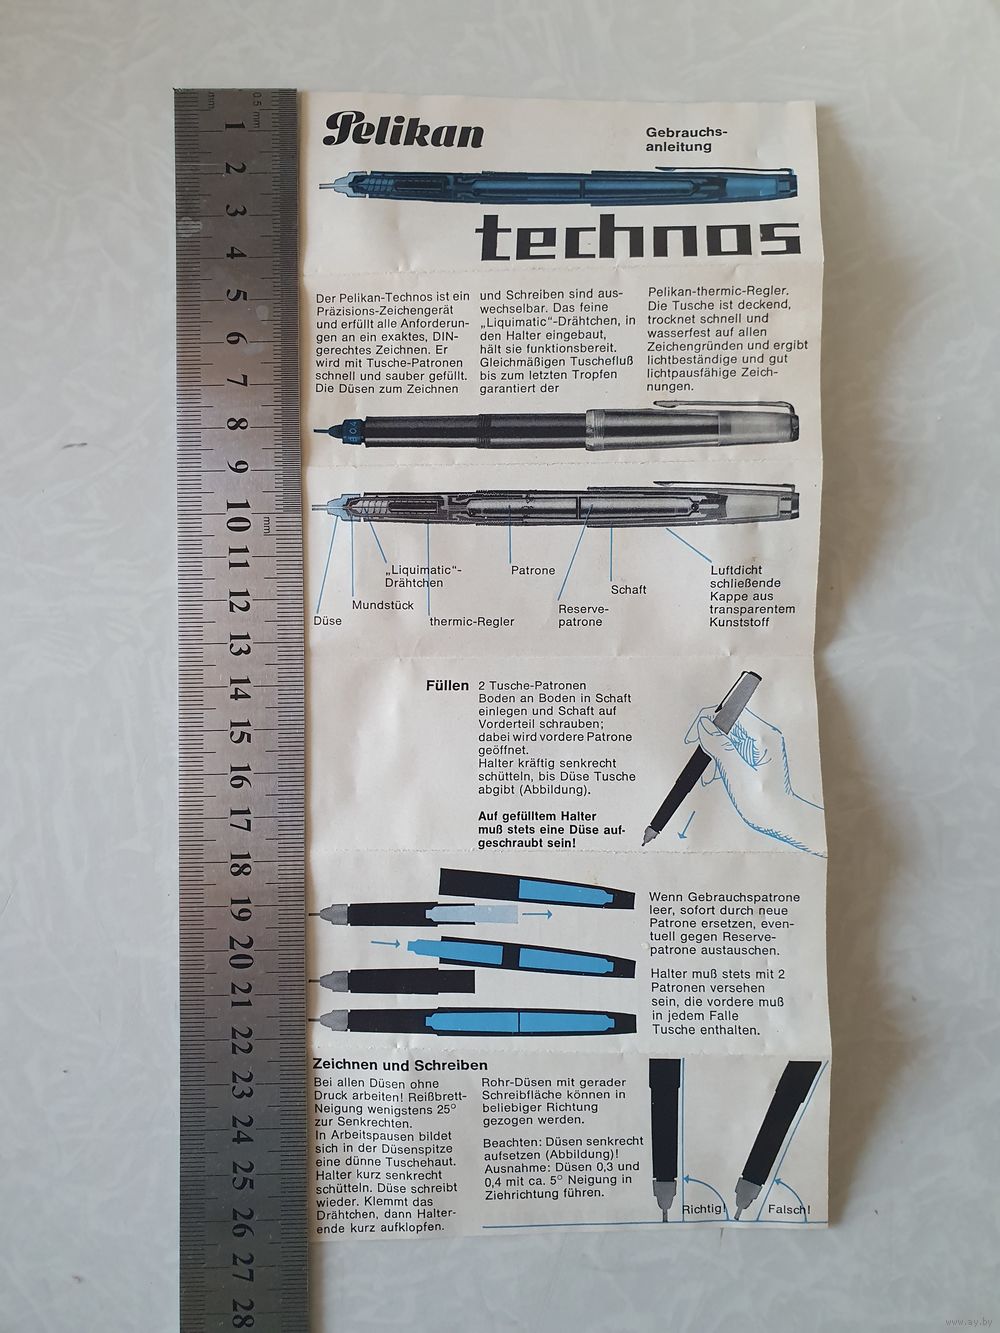 Pelikan
Gebrauchs-
anleitung
technos
Der Pelikan-Technos ist ein
Präzisions-Zeichengerät
und erfüllt alle Anforderun-
gen an ein exaktes, DIN-
gerechtes Zeichnen. Er
wird mit Tusche-Patronen
schnell und sauber gefüllt.
Die Düsen zum Zeichnen
und Schreiben sind aus-
wechselbar. Das feine
„Liquimatic“-Drähtchen, in
den Halter eingebaut,
hält sie funktionsbereit.
Gleichmäßigen Tuschefluß
bis zum letzten Tropfen
garantiert der
Pelikan-thermic-Regler.
Die Tusche ist deckend,
trocknet schnell und
wasserfest auf allen
Zeichengründen und ergibt
lichtbeständige und gut
lichtpausfähige Zeich-
nungen.
B 0,4
„Liquimatic“-
Drähtchen
Mundstück
Düse
thermic-Regler
Patrone
Reserve-
patrone
Schaft
Luftdicht
schließende
Kappe aus
transparentem
Kunststoff
Füllen
2 Tusche-Patronen
Boden an Boden in Schaft
einlegen und Schaft auf
Vorderteil schrauben;
dabei wird vordere Patrone
geöffnet.
Halter kräftig senkrecht
schütteln, bis Düse Tusche
abgibt (Abbildung).
Auf gefülltem Halter
muß stets eine Düse auf-
geschraubt sein!
Wenn Gebrauchspatrone
leer, sofort durch neue
Patrone ersetzen, even-
tuell gegen Reserve-
patrone austauschen.
Halter muß stets mit 2
Patronen versehen
sein, die vordere muß
in jedem Falle
Tusche enthalten.
Zeichnen und Schreiben
Bei allen Düsen ohne
Druck arbeiten! Reißbrett-
Neigung wenigstens 25°
zur Senkrechten.
In Arbeitspausen bildet
sich in der Düsenspitze
eine dünne Tuschehaut.
Halter kurz senkrecht
schütteln. Düse schreibt
wieder. Klemmt das
Drähtchen, dann Halter-
ende kurz aufklopfen.
Rohr-Düsen mit gerader
Schreibfläche können in
beliebiger Richtung
gezogen werden.
Beachten: Düsen senkrecht
aufsetzen (Abbildung)!
Ausnahme: Düsen 0,3 und
0,4 mit ca. 5° Neigung in
Ziehrichtung führen.
Richtig!
Falsch!
mm
0.5 mm
1
2
3
4
5
6
7
8
9
10
mm
11
12
13
14
15
16
17
18
19
20
21
22
23
24
25
26
27
28
www.ay.by